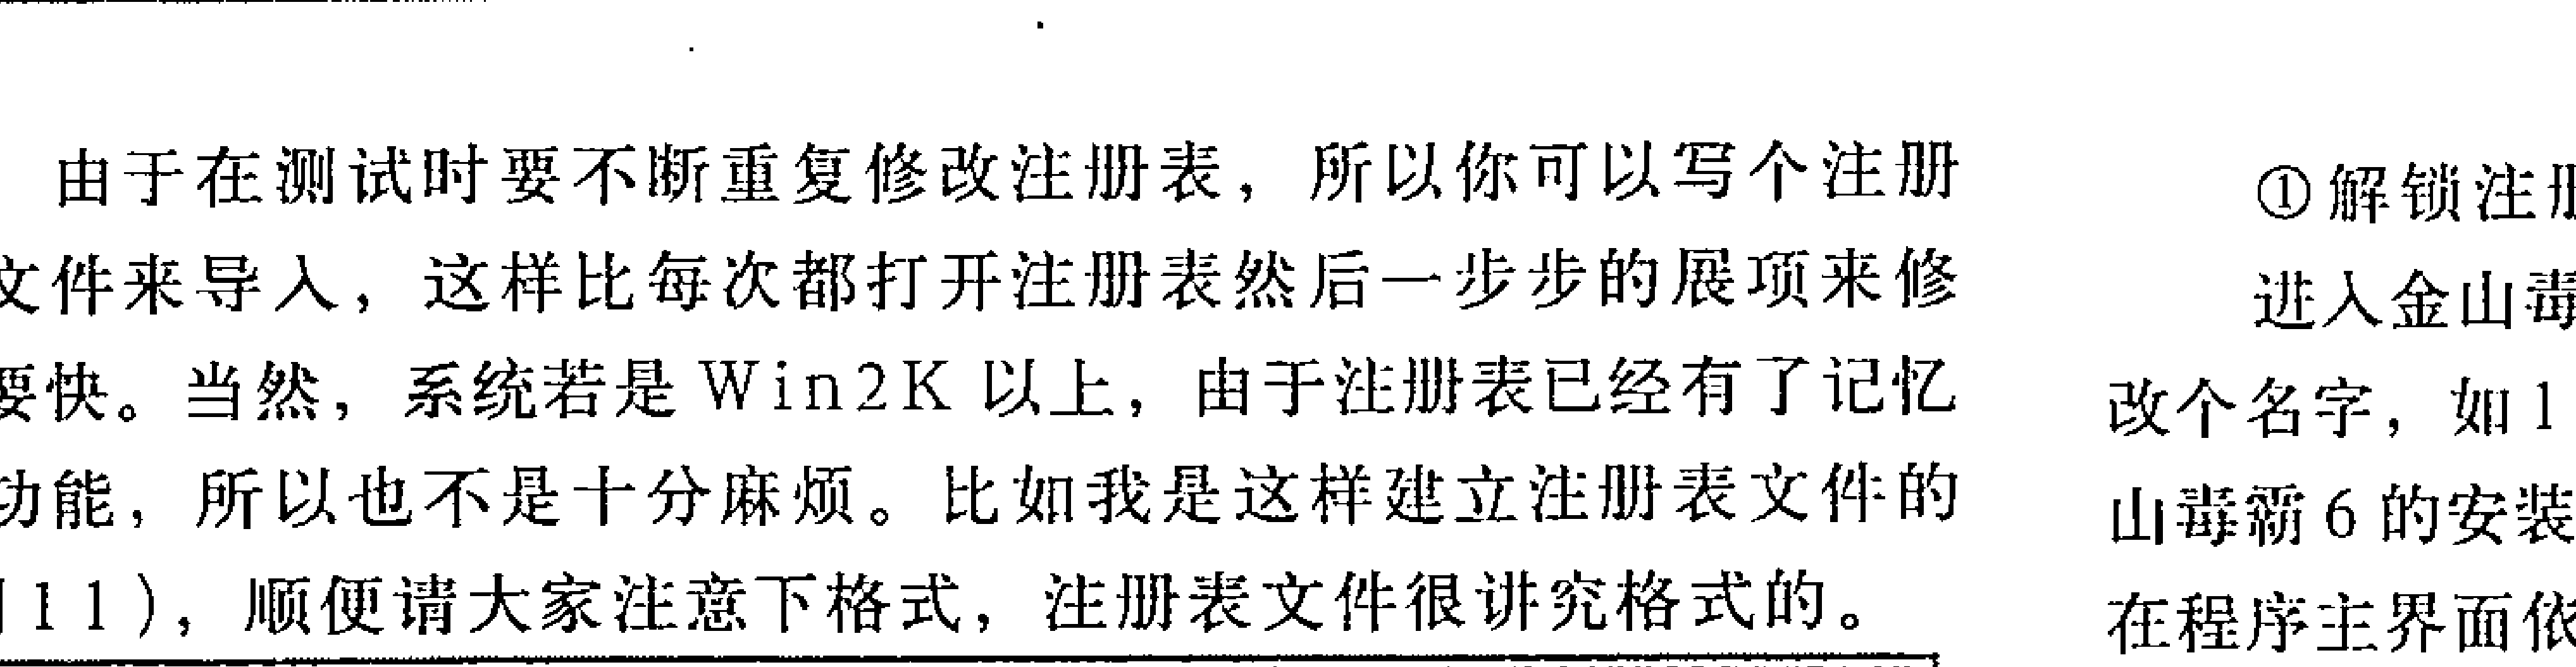 由于在测试时要不断重复修改注册表，所以你可以写个注册
文件来导入，这样比每次都打开注册表然后一步步的展项来修
要快。当然，系统若是Win2K以上，由于注册表已经有了记忆
功能，所以也不是十分麻烦。比如我是这样建立注册表文件的
11），顺便请大家注意下格式，注册表文件很讲究格式的。
①解锁注册
进入金山毒
改个名字，如1
山毒霸6的安装
在程序主界面依